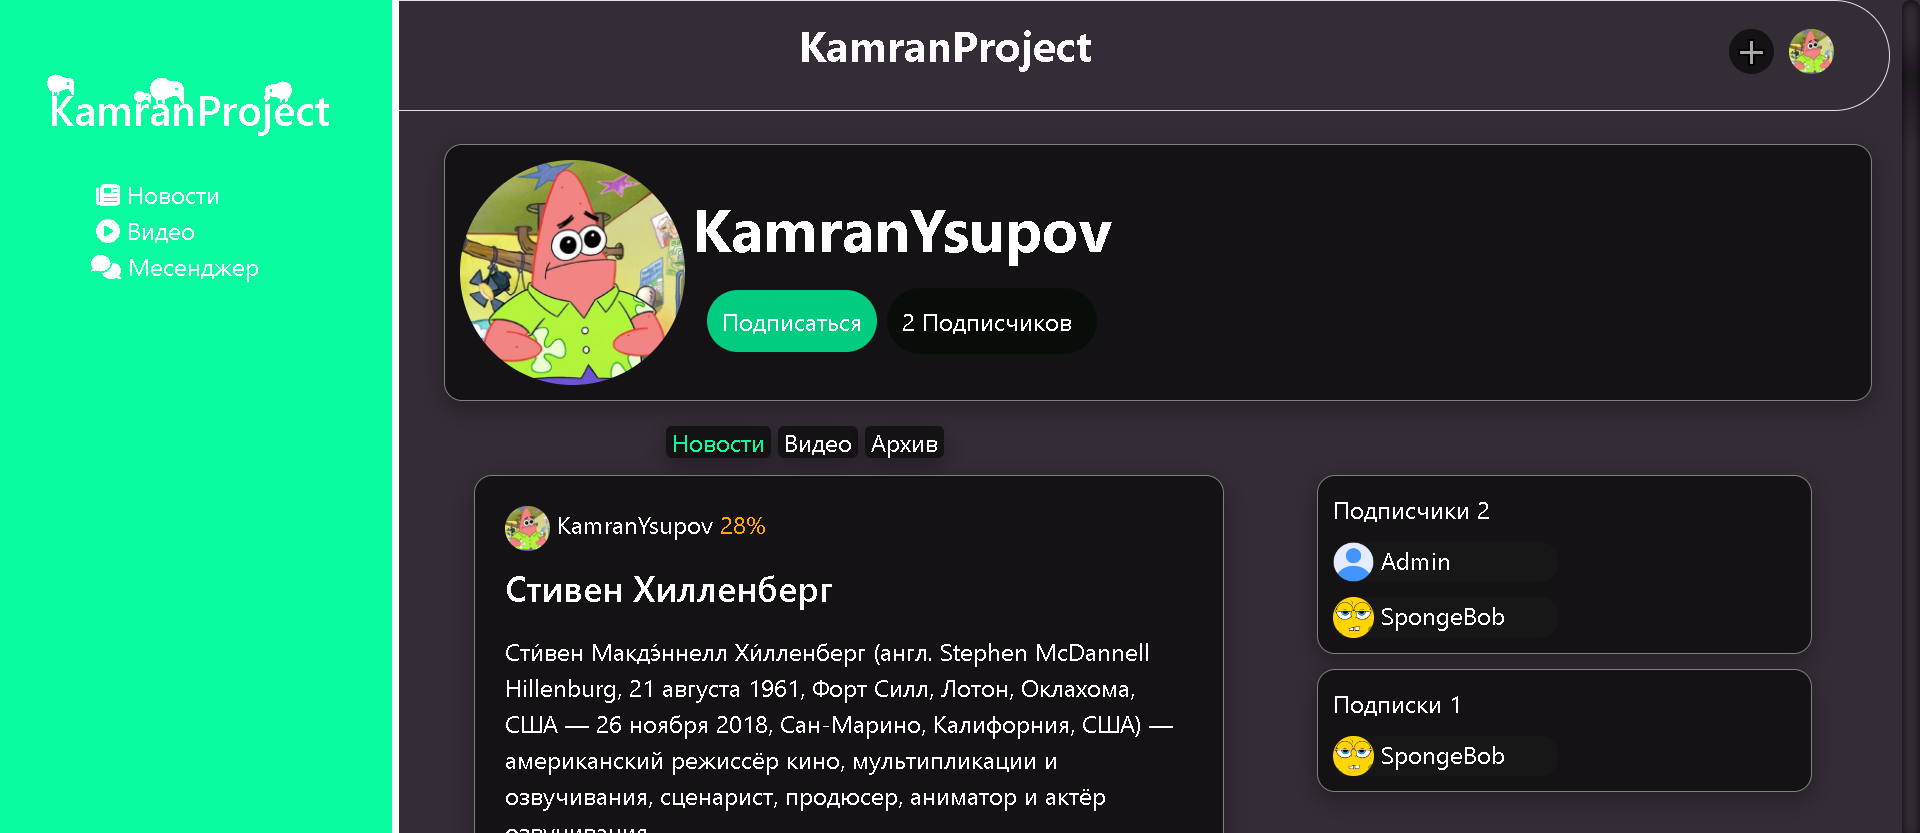 KamranProject
Новости
Видео
Месенджер
KamranProject
KamranYsupov
Подписаться
2 Подписчиков
Новости Видео Архив
KamranYsupov 28%
Стивен Хилленберг
Сти́вен Макдэ́ннелл Хи́лленберг (англ. Stephen McDannell
Hillenburg, 21 августа 1961, Форт Силл, Лотон, Оклахома,
США — 26 ноября 2018, Сан-Марино, Калифорния, США) —
американский режиссёр кино, мультипликации и
озвучивания, сценарист, продюсер, аниматор и актёр
Подписчики 2
Admin
SpongeBob
Подписки 1
SpongeBob